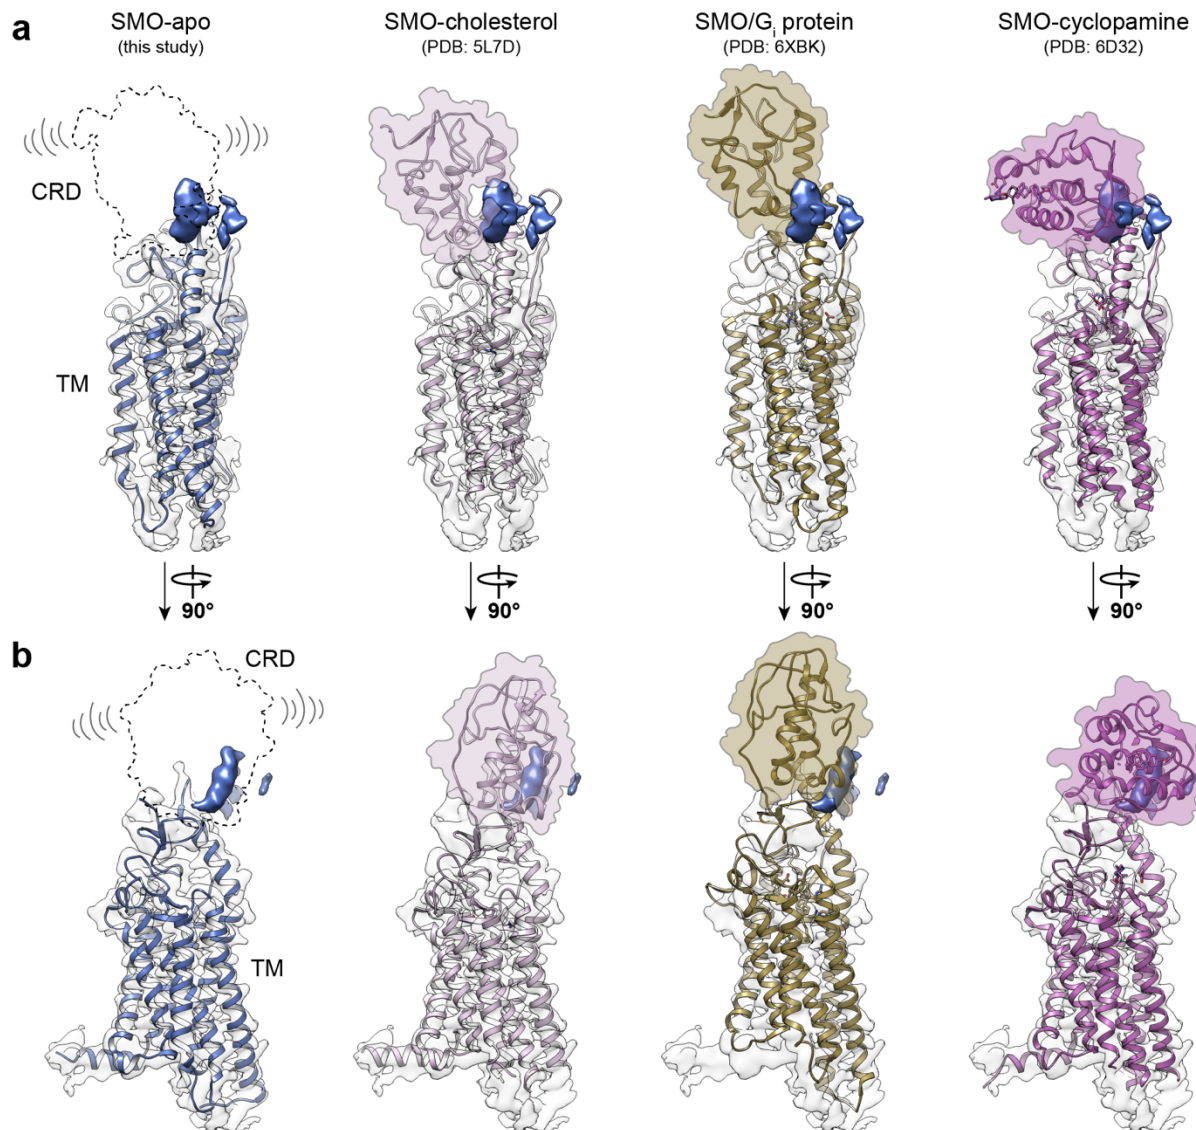 a
SMO-apo
(this study)
SMO-cholesterol
(PDB: 5L7D)
SMO/Gi protein
(PDB: 6XBK)
SMO-cyclopamine
(PDB: 6D32)
CRD
TM
90°
90°
90°
90°
b
CRD
TM